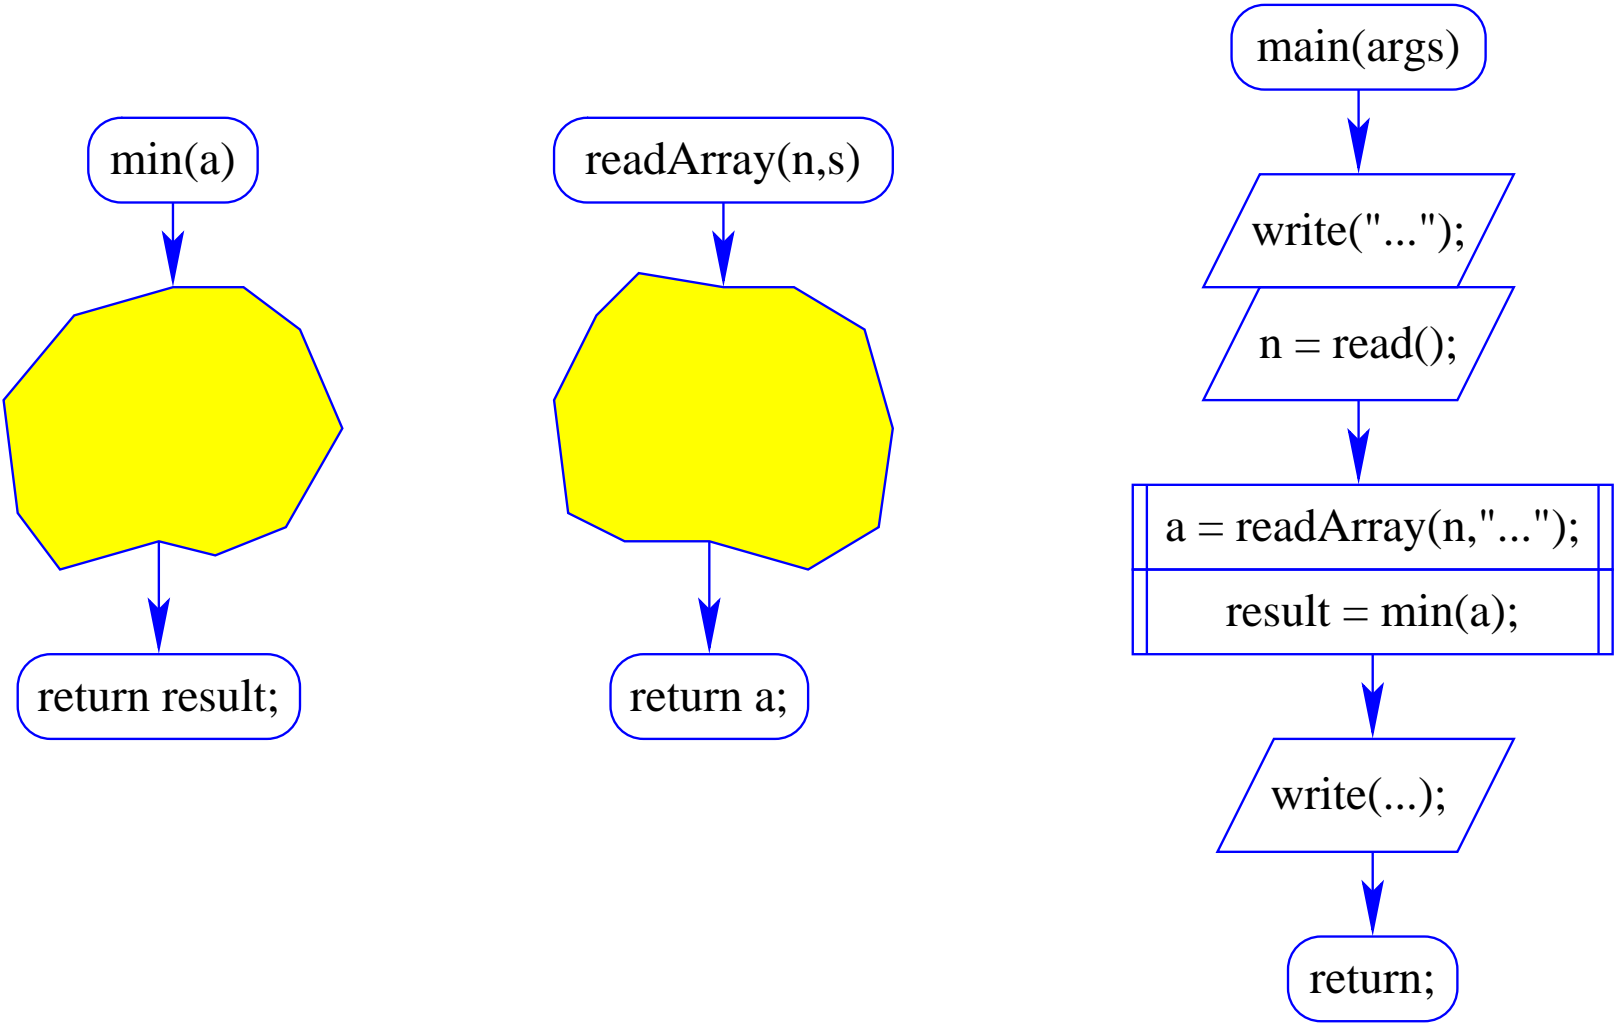 min(a)
return result;
readArray(n,s)
return a;
main(args)
write("...");
n = read();
a = readArray(n,"...");
result = min(a);
write(...);
return;